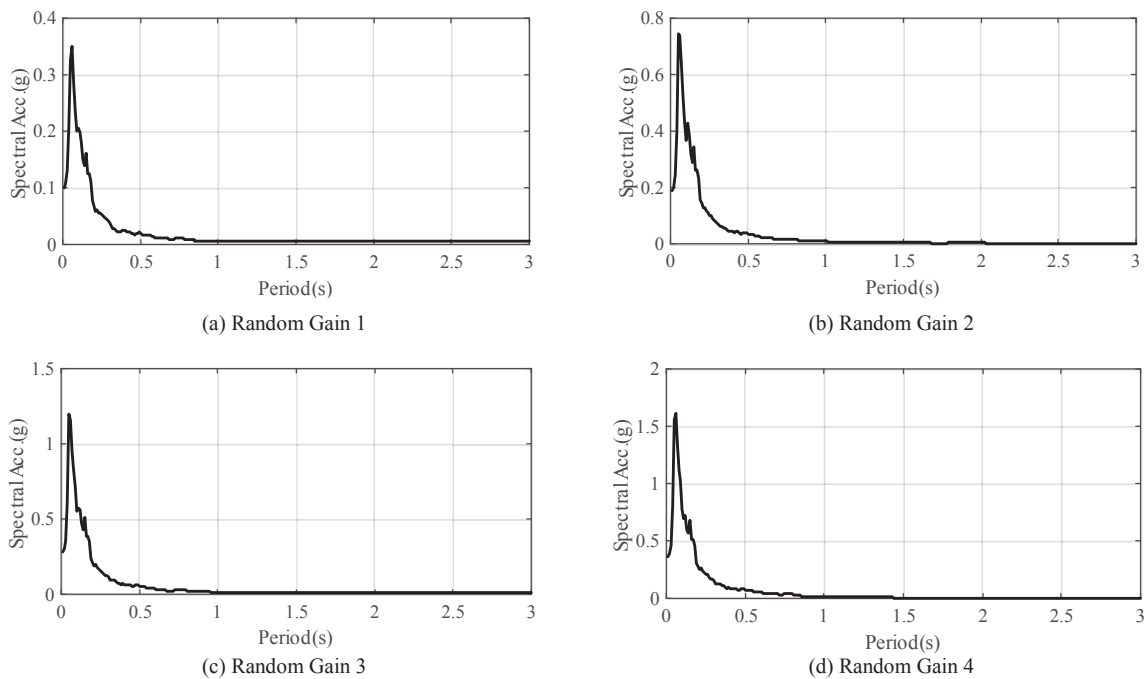 0.4
0.3
0.2
0.1
0
Spectral Acc.(g)
0 0.5 1 1.5 2 2.5 3
Period(s)
(a) Random Gain 1
0.8
0.6
0.4
0.2
0
Spectral Acc.(g)
0 0.5 1 1.5 2 2.5 3
Period(s)
(b) Random Gain 2
1.5
1
0.5
0
Spectral Acc.(g)
0 0.5 1 1.5 2 2.5 3
Period(s)
(c) Random Gain 3
2
1.5
1
0.5
0
Spectral Acc.(g)
0 0.5 1 1.5 2 2.5 3
Period(s)
(d) Random Gain 4